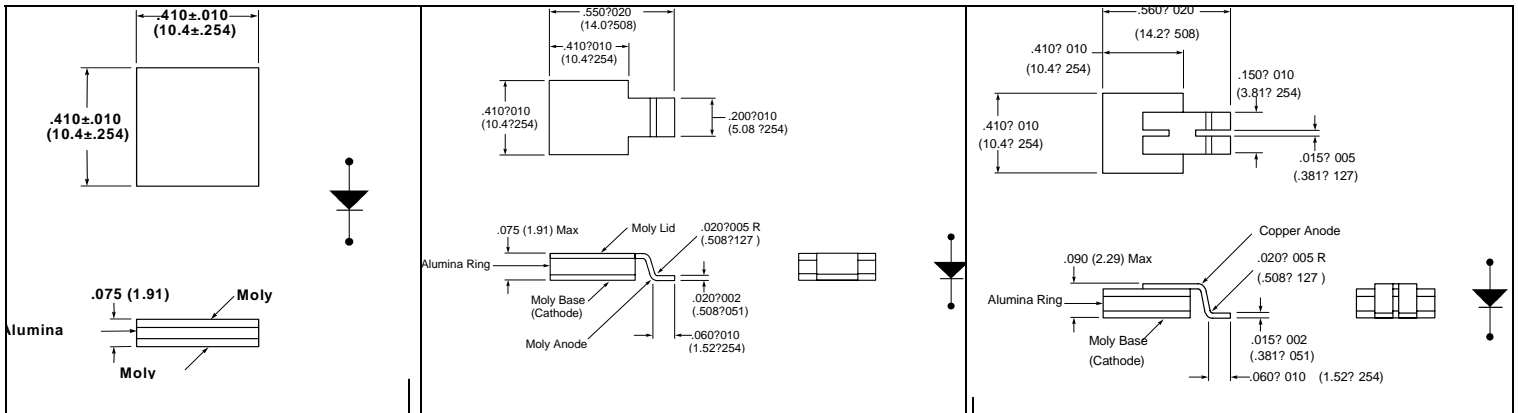 .410±.010
(10.4±.254)
.410±.010
(10.4±.254)
.075 (1.91)
Moly
Alumina
Moly
.550?020
(14.0?508)
.410?010
(10.4?254)
.410?010
(10.4?254)
.200?010
(5.08 ?254)
.075 (1.91) Max
Moly Lid
.020?005 R
(.508?127 )
Alumina Ring
Moly Base
(Cathode)
.020?002
(.508?051)
Moly Anode
.060?010
(1.52?254)
.560? 020
(14.2? 508)
.410? 010
(10.4? 254)
.150? 010
(3.81? 254)
.410? 010
(10.4? 254)
.015? 005
(.381? 127)
Copper Anode
.090 (2.29) Max
.020? 005 R
(.508? 127 )
Alumina Ring
Moly Base
(Cathode)
.015? 002
(.381? 051)
.060? 010 (1.52? 254)